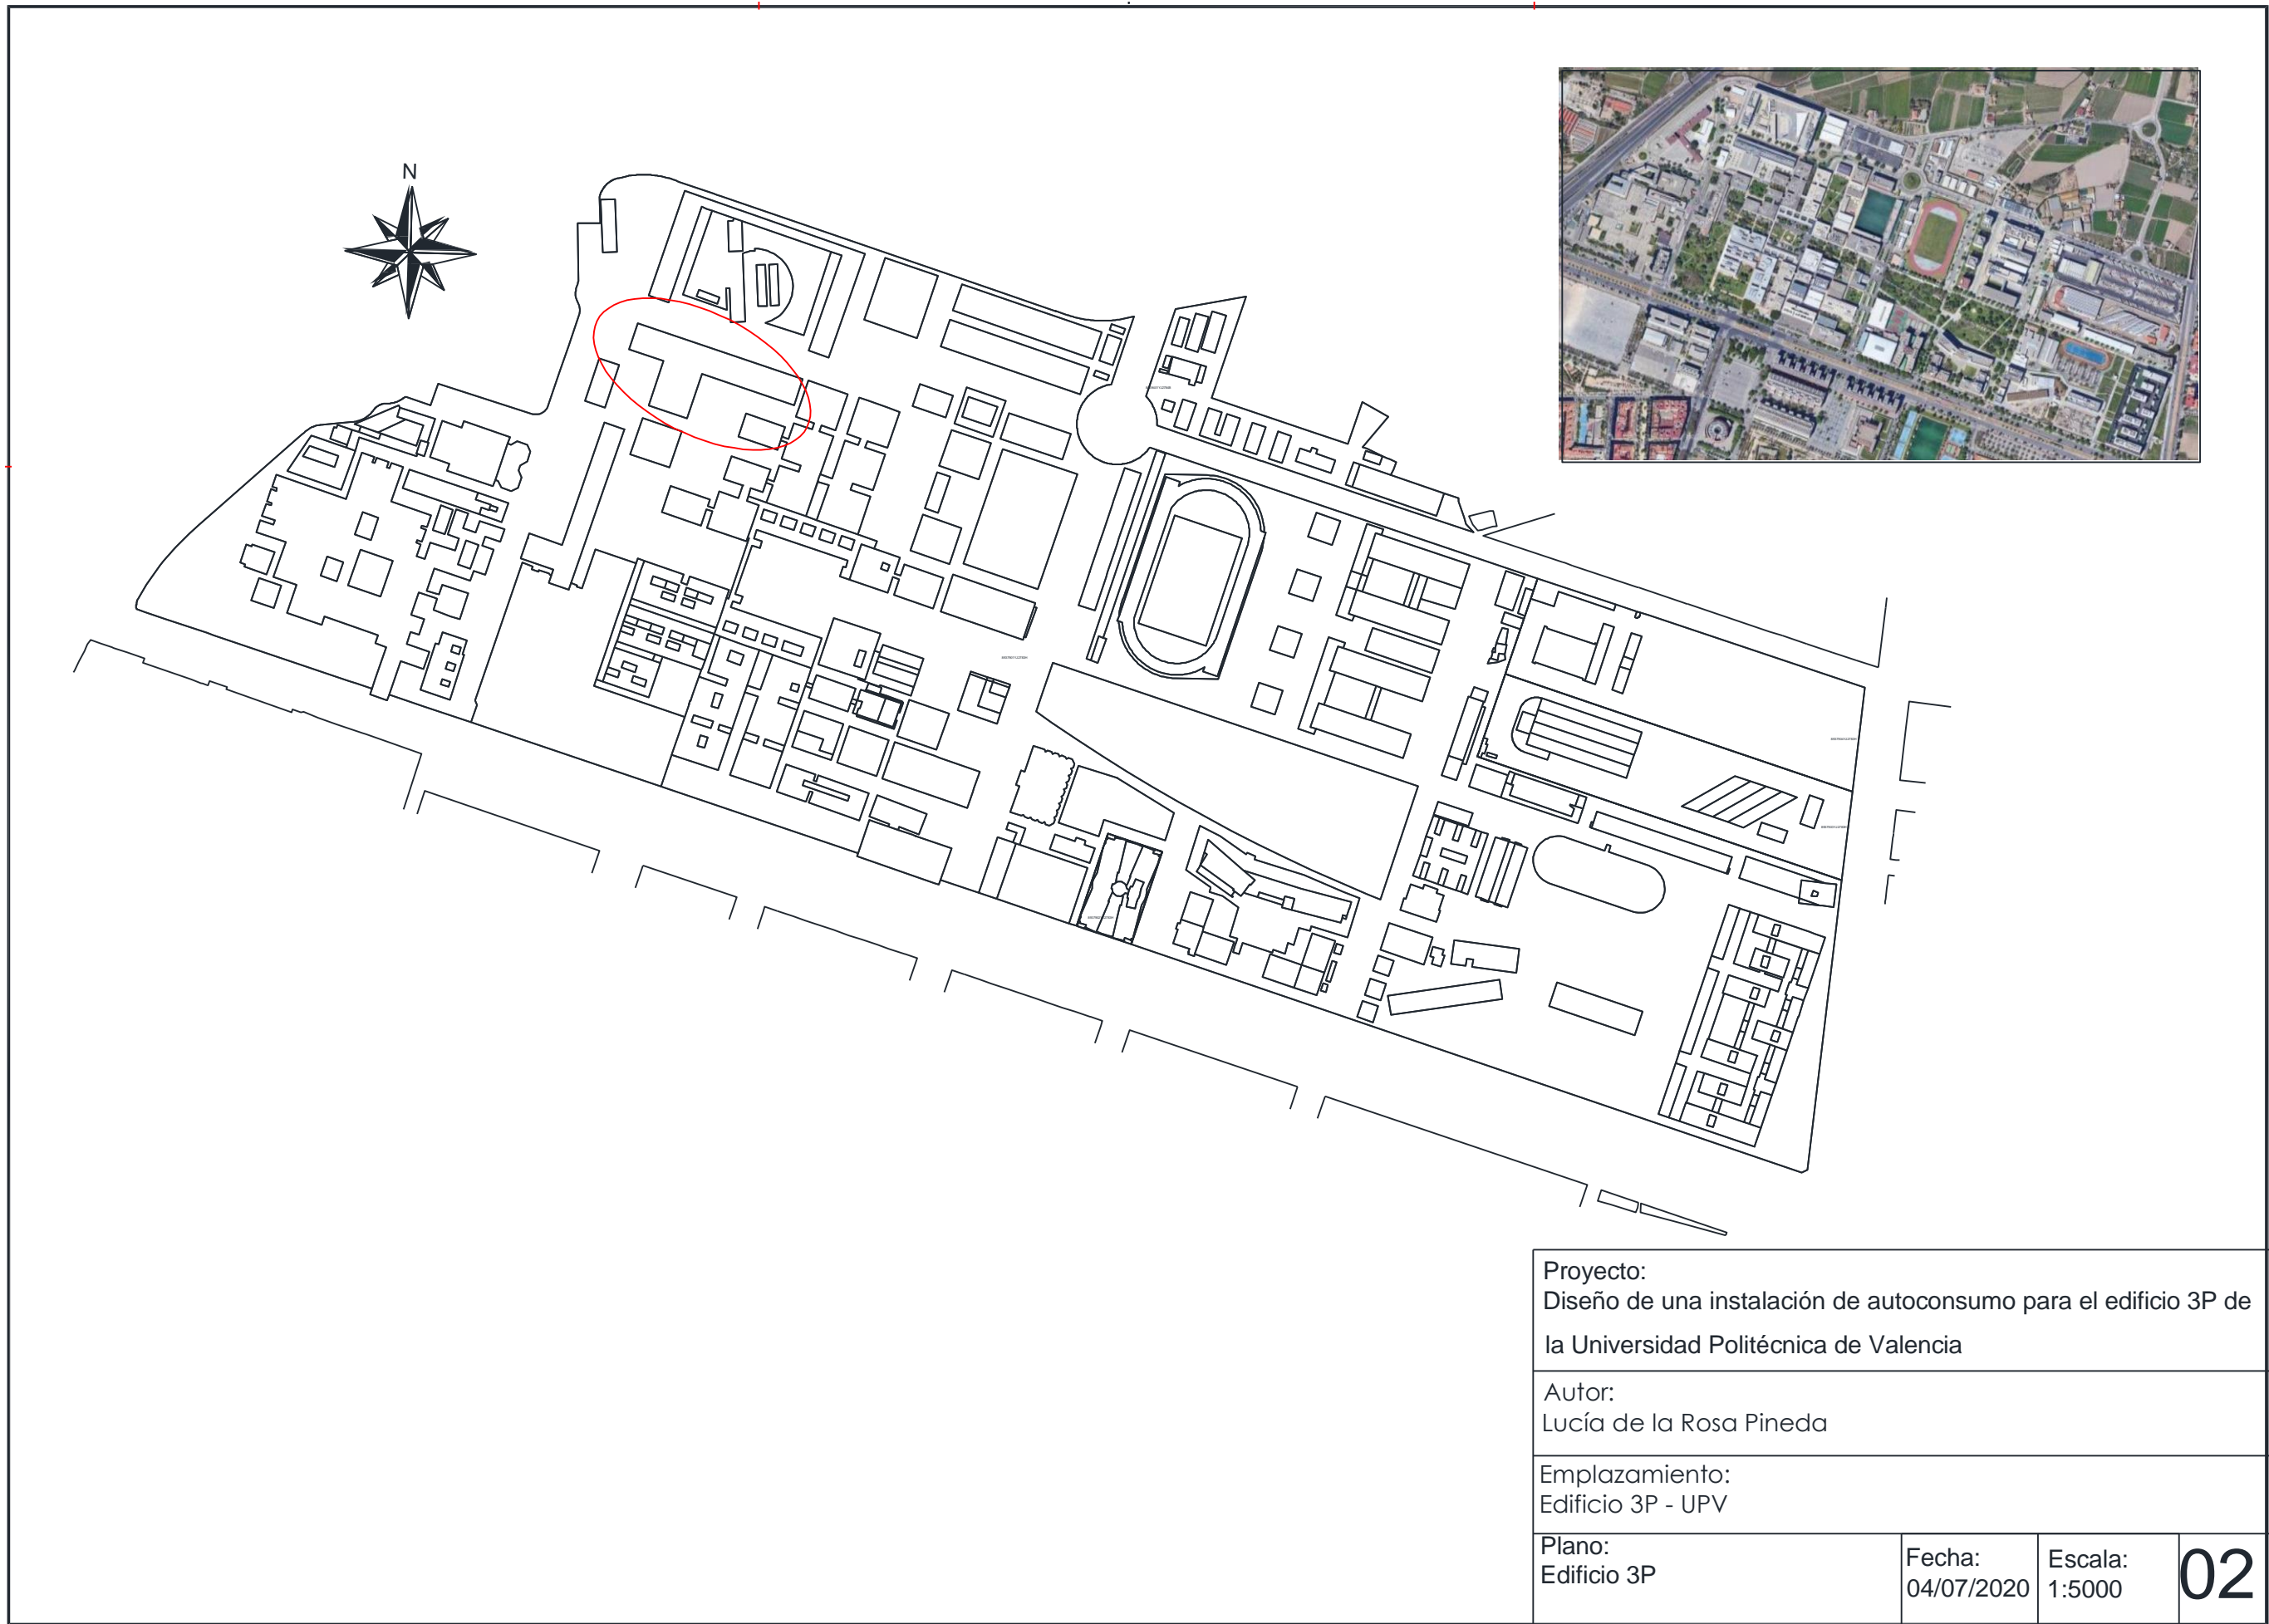 N
Proyecto:
Diseño de una instalación de autoconsumo para el edificio 3P de
la Universidad Politécnica de Valencia
Autor:
Lucía de la Rosa Pineda
Emplazamiento:
Edificio 3P - UPV
Plano:
Edificio 3P
Fecha:
04/07/2020
Escala:
1:5000
02